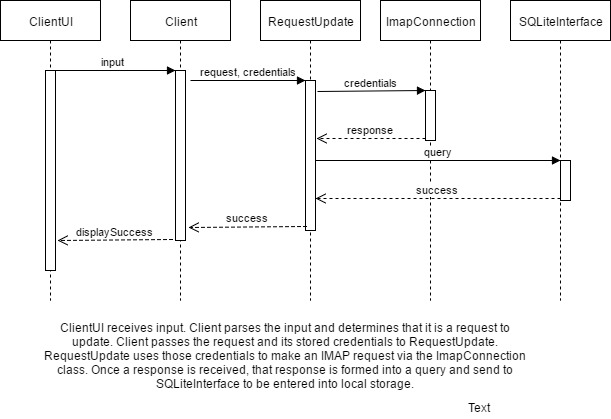 ClientUI
Client
RequestUpdate
ImapConnection
SQLiteInterface
input
request, credentials
credentials
response
query
success
success
displaySuccess
ClientUI receives input. Client parses the input and determines that it is a request to
update. Client passes the request and its stored credentials to RequestUpdate.
RequestUpdate uses those credentials to make an IMAP request via the ImapConnection
class. Once a response is received, that response is formed into a query and send to
SQLiteInterface to be entered into local storage.
Text